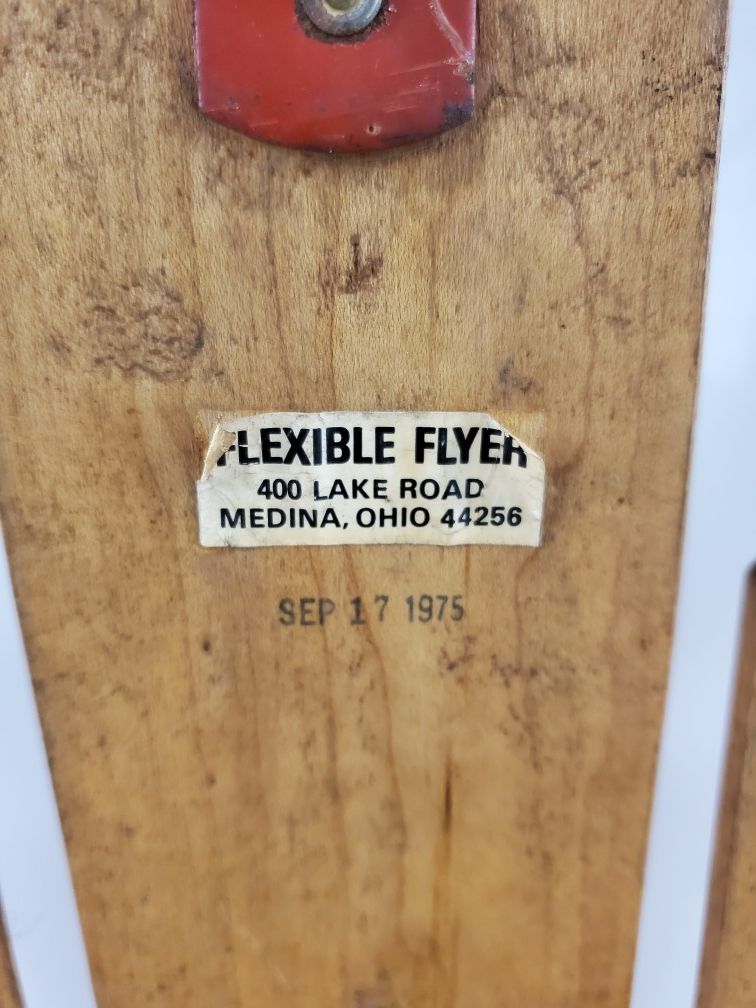 FLEXIBLE FLYER
400 LAKE ROAD
MEDINA, OHIO 44256
SEP 17 1975